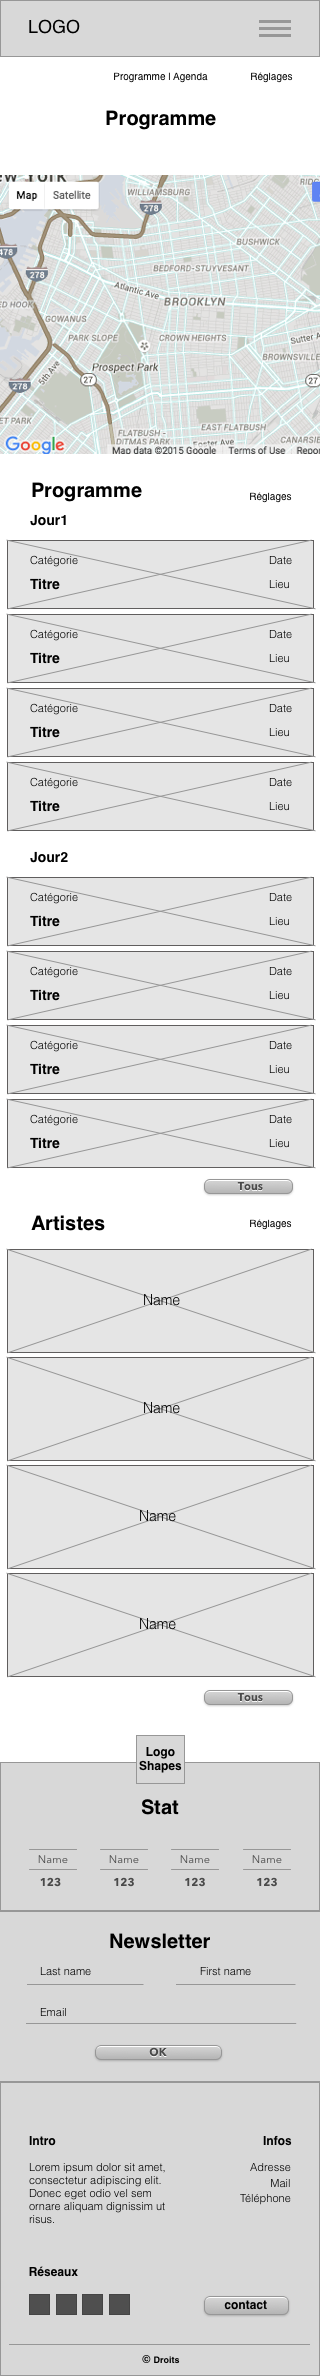 LOGO
Programme | Agenda Réglages
Programme
Map Satellite
WILLIAMSBURG
278
BUSHWICK
478
BEDFORD-STUYVESANT
278
Atlantic Ave
BROOKLYN
GOWANUS
PARK SLOPE
CROWN HEIGHTS
Prospect Park
278
5th Ave
27
27
FLATBUSH -
DITMAS PARK
EAST FLATBUSH
Google
Map data ©2015 Google Terms of Use
Programme
Réglages
Jour1
Catégorie Date
Titre Lieu
Catégorie Date
Titre Lieu
Catégorie Date
Titre Lieu
Catégorie Date
Titre Lieu
Jour2
Catégorie Date
Titre Lieu
Catégorie Date
Titre Lieu
Catégorie Date
Titre Lieu
Catégorie Date
Titre Lieu
Tous
Artistes Réglages
Name
Name
Name
Name
Tous
Logo
Shapes
Stat
Name Name Name Name
123 123 123 123
Newsletter
Last name First name
Email
OK
Intro Infos
Lorem ipsum dolor sit amet,
consectetur adipiscing elit.
Donec eget odio vel sem
ornare aliquam dignissim ut
risus.
Adresse
Mail
Téléphone
Réseaux
contact
© Droits